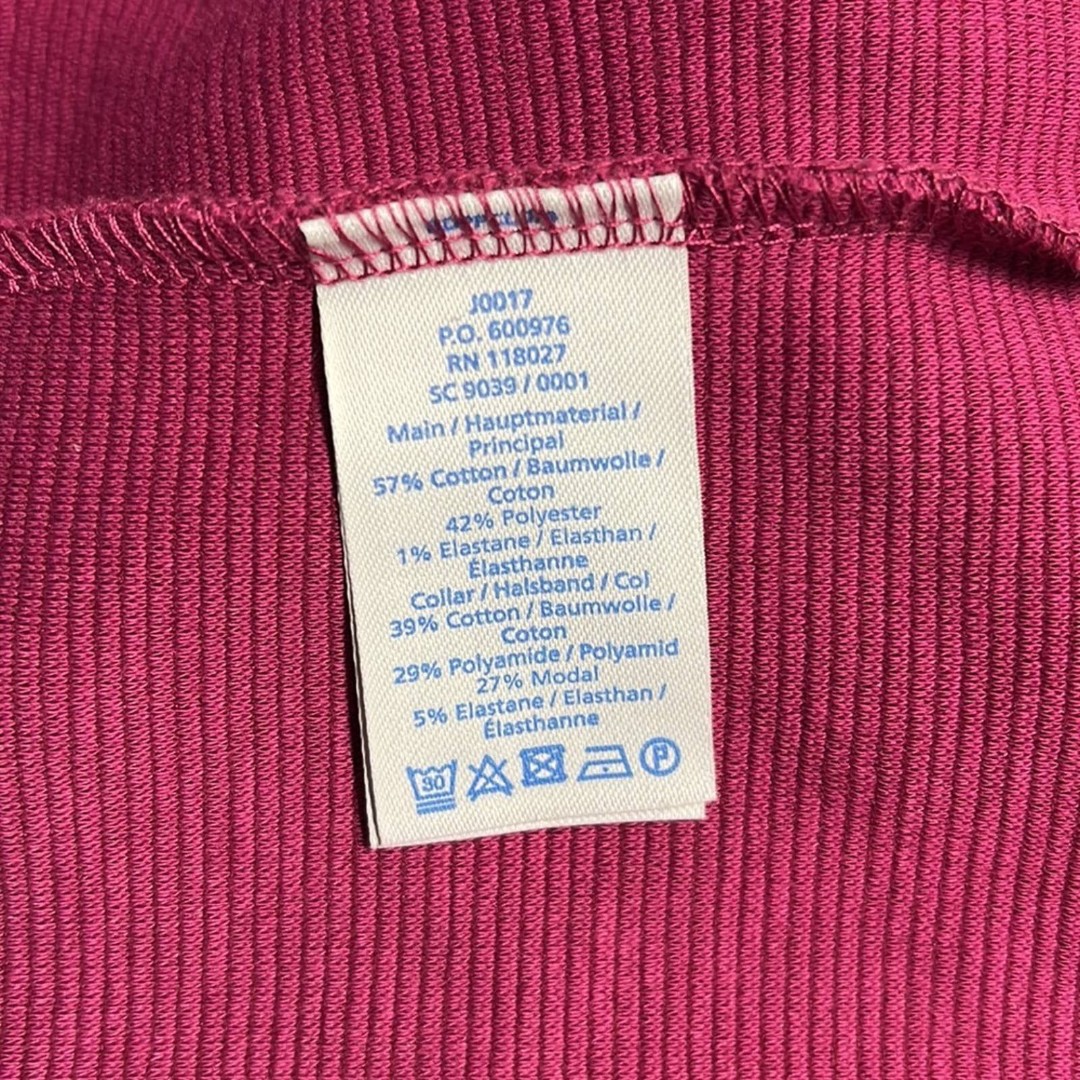 J0017
P.O. 600976
RN 118027
SC 9039 / 0001
Main / Hauptmaterial /
Principal
57% Cotton / Baumwolle /
Coton
42% Polyester
1% Elastane / Elasthan /
Élasthanne
Collar / Halsband / Col
39% Cotton / Baumwolle /
Coton
29% Polyamide / Polyamid
27% Modal
5% Elastane / Elasthan /
Élasthanne
30
P